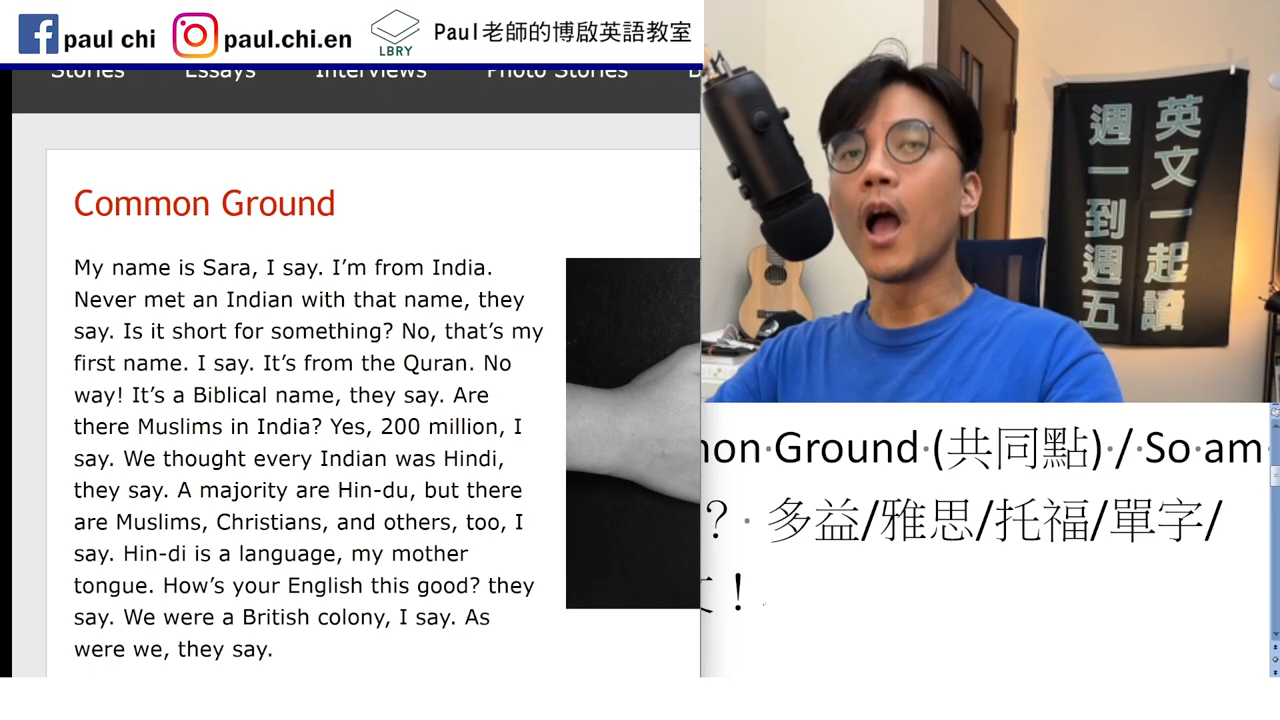 paul chi
paul.chi.en
LBRY
Paul老師的博啟英語教室
Stories Essays Interviews Photo Stories
Common Ground
My name is Sara, I say. I’m from India.
Never met an Indian with that name, they
say. Is it short for something? No, that’s my
first name. I say. It’s from the Quran. No
way! It’s a Biblical name, they say. Are
there Muslims in India? Yes, 200 million, I
say. We thought every Indian was Hindi,
they say. A majority are Hin-du, but there
are Muslims, Christians, and others, too, I
say. Hin-di is a language, my mother
tongue. How’s your English this good? they
say. We were a British colony, I say. As
were we, they say.
英文一起讀
週一到週五
Ground (共同點) / So am
? 多益/雅思/托福/單字/
!